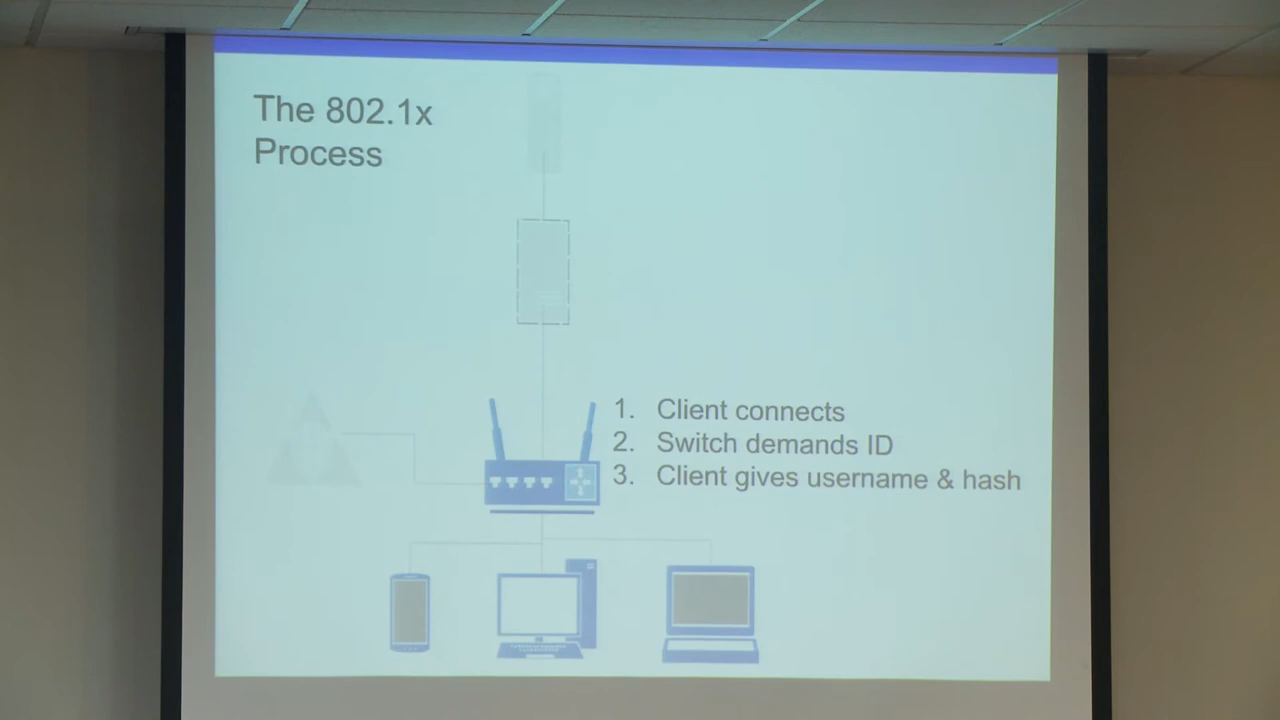 The 802.1x
Process
1. Client connects
2. Switch demands ID
3. Client gives username & hash